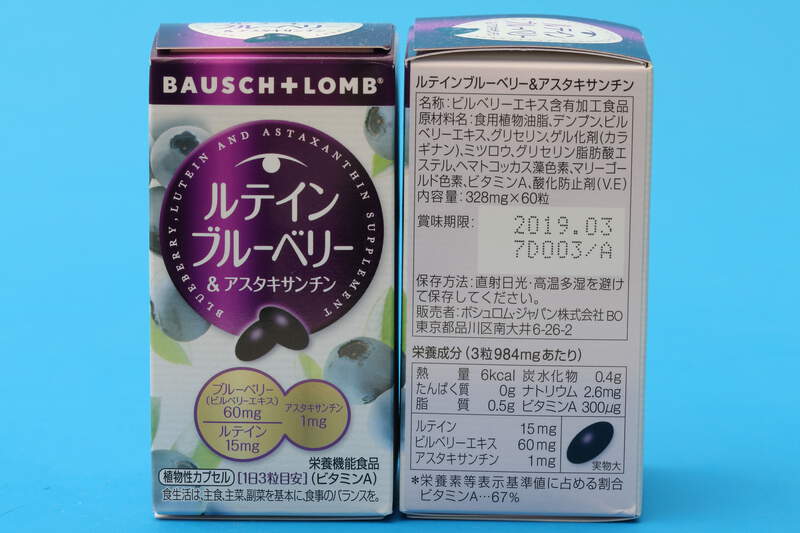 ルテイン
ブルーベリー
BAUSCH+LOMB®
BLUEBERRY, LUTEIN AND ASTAXANTHIN SUPPLEMENT
ルテイン
ブルーベリー
& アスタキサンチン
ブルーベリー
(ビルベリーエキス)
60mg
アスタキサンチン
1mg
ルテイン
15mg
栄養機能食品
植物性カプセル [1日3粒目安] (ビタミンA)
食生活は、主食、主菜、副菜を基本に、食事のバランスを。
ルテインブルーベリー&アスタキサンチン
名称:ビルベリーエキス含有加工食品
原材料名:食用植物油脂、デンプン、ビル
ベリーエキス、グリセリン、ゲル化剤(カラ
ギナン)、ミツロウ、グリセリン脂肪酸エ
ステル、ヘマトコッカス藻色素、マリーゴー
ルド色素、ビタミンA、酸化防止剤(V.E)
内容量:328mg×60粒
賞味期限:
2019.03
7D003/A
保存方法:直射日光・高温多湿を避け
て保存してください。
販売者:ボシュロム・ジャパン株式会社 BO
東京都品川区南大井6-26-2
栄養成分(3粒984mgあたり)
熱量 6kcal 炭水化物 0.4g
たんぱく質 0g ナトリウム 2.6mg
脂質 0.5g ビタミンA 300μg
ルテイン 15mg
ビルベリーエキス 60mg
アスタキサンチン 1mg
実物大
*栄養素等表示基準値に占める割合
ビタミンA…67%